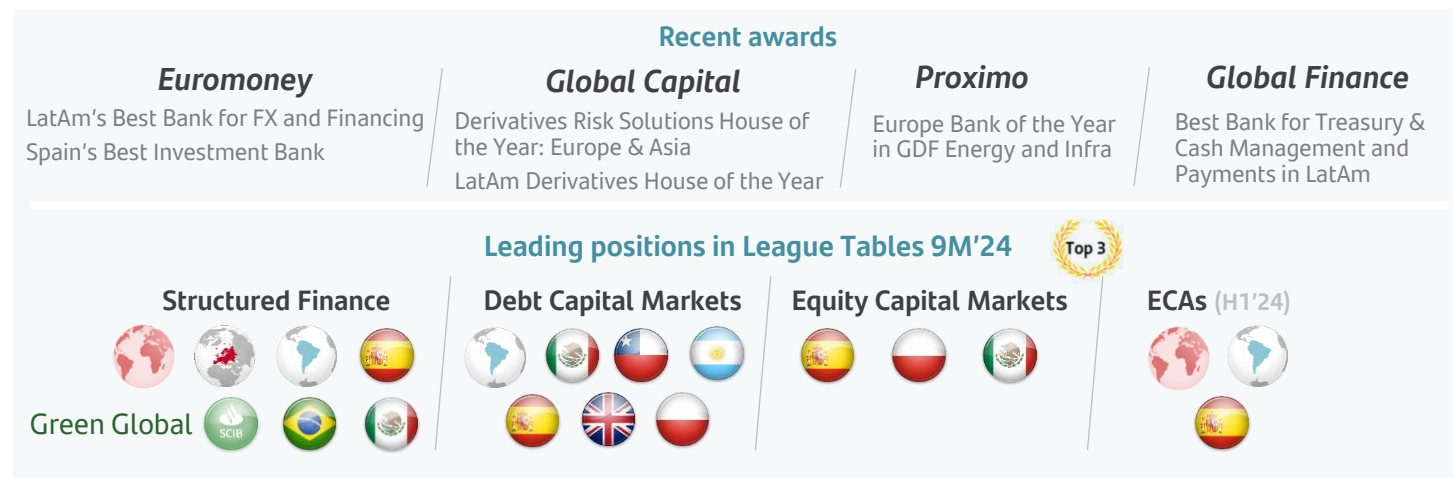 Recent awards
Euromoney
LatAm's Best Bank for FX and Financing
Spain's Best Investment Bank
Global Capital
Derivatives Risk Solutions House of
the Year: Europe & Asia
LatAm Derivatives House of the Year
Proximo
Europe Bank of the Year
in GDF Energy and Infra
Global Finance
Best Bank for Treasury &
Cash Management and
Payments in LatAm
Leading positions in League Tables 9M'24
Top 3
Structured Finance
Green Global
SCIB
Debt Capital Markets
Equity Capital Markets
ECAs (H1'24)